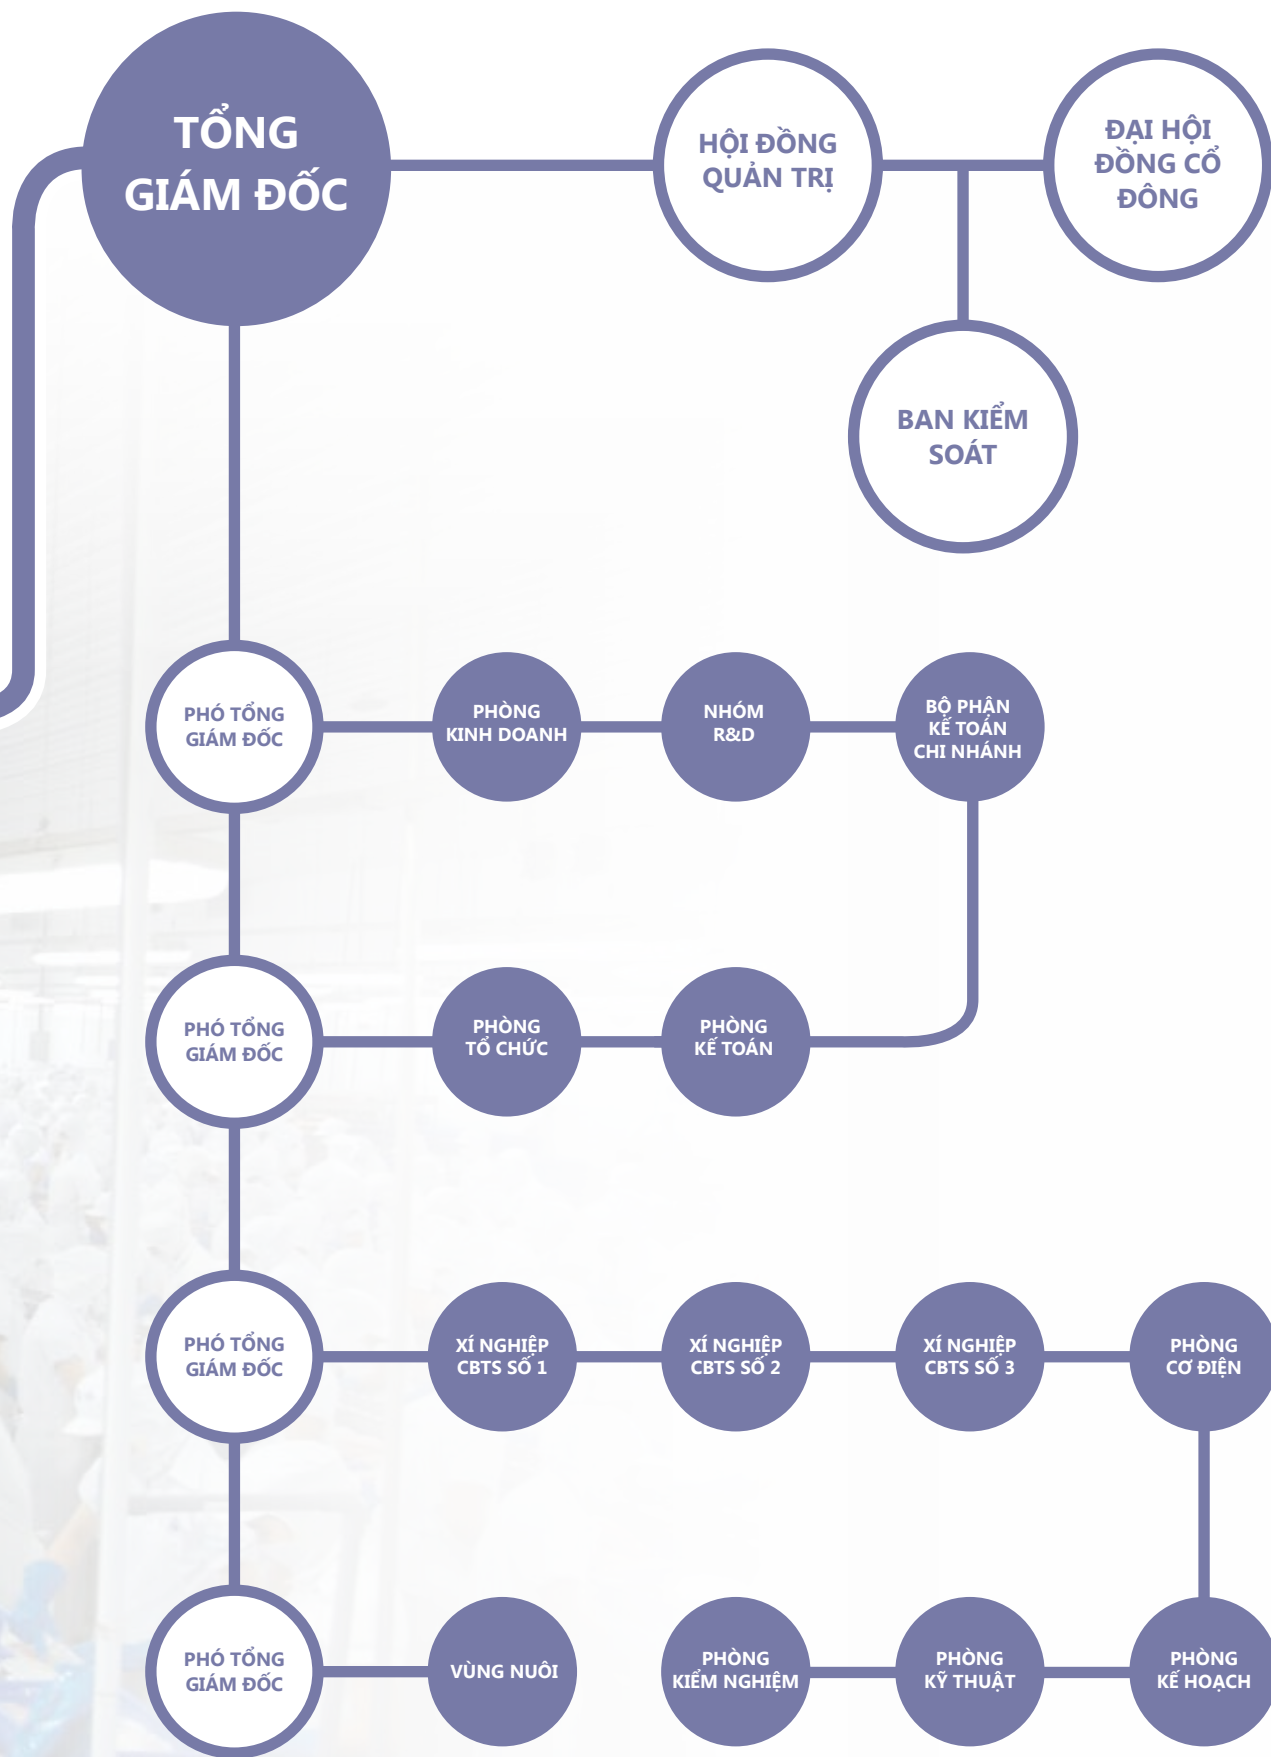 TỔNG
GIÁM ĐỐC
HỘI ĐỒNG
QUẢN TRỊ
ĐẠI HỘI
ĐỒNG CỔ
ĐÔNG
BAN KIỂM
SOÁT
PHÓ TỔNG
GIÁM ĐỐC
PHÒNG
KINH DOANH
NHÓM
R&D
BỘ PHẬN
KẾ TOÁN
CHI NHÁNH
PHÓ TỔNG
GIÁM ĐỐC
PHÒNG
TỔ CHỨC
PHÒNG
KẾ TOÁN
PHÓ TỔNG
GIÁM ĐỐC
XÍ NGHIỆP
CBTS SỐ 1
XÍ NGHIỆP
CBTS SỐ 2
XÍ NGHIỆP
CBTS SỐ 3
PHÒNG
CƠ ĐIỆN
PHÓ TỔNG
GIÁM ĐỐC
VÙNG NUÔI
PHÒNG
KIỂM NGHIỆM
PHÒNG
KỸ THUẬT
PHÒNG
KẾ HOẠCH